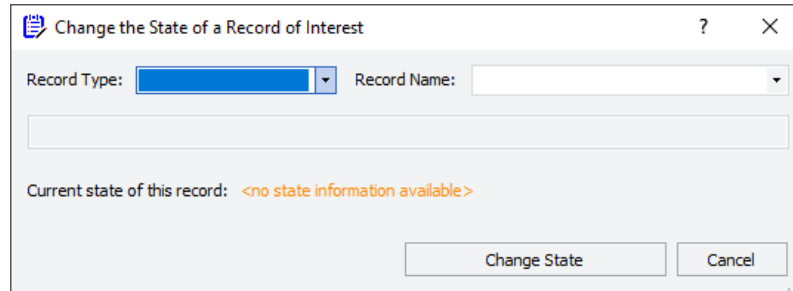 Change the State of a Record of Interest ?
Record Type: Record Name:
Current state of this record: <no state information available>
Change State Cancel